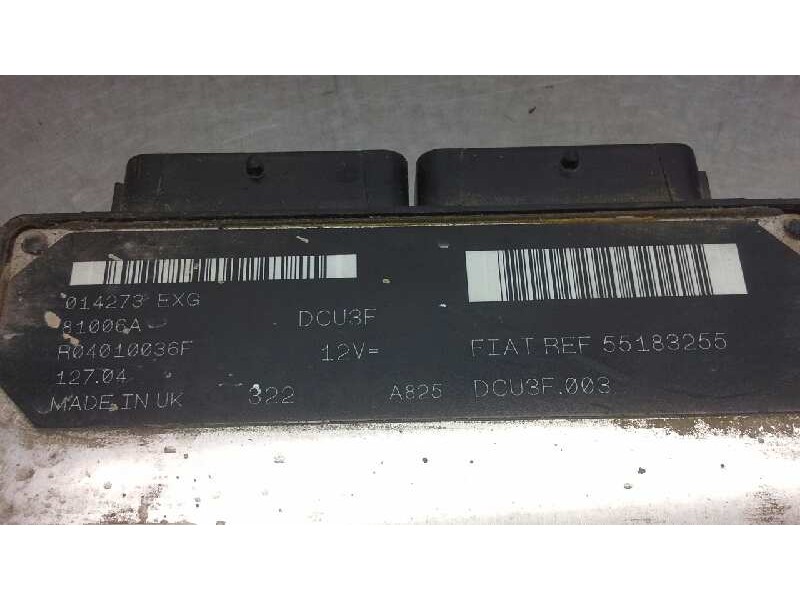 014273 EXG
81006A
R04010036F
127.04
MADE IN UK
DCU3F
12V=
322
A825
FIAT REF 55183255
DCU3F.003